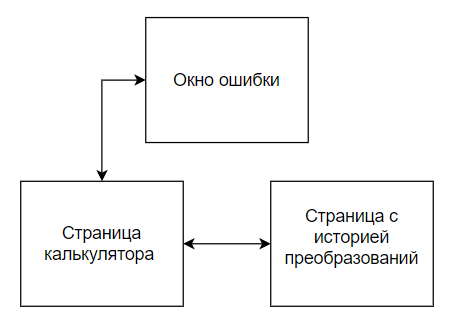 Окно ошибки
Страница
калькулятора
Страница с
историей
преобразований